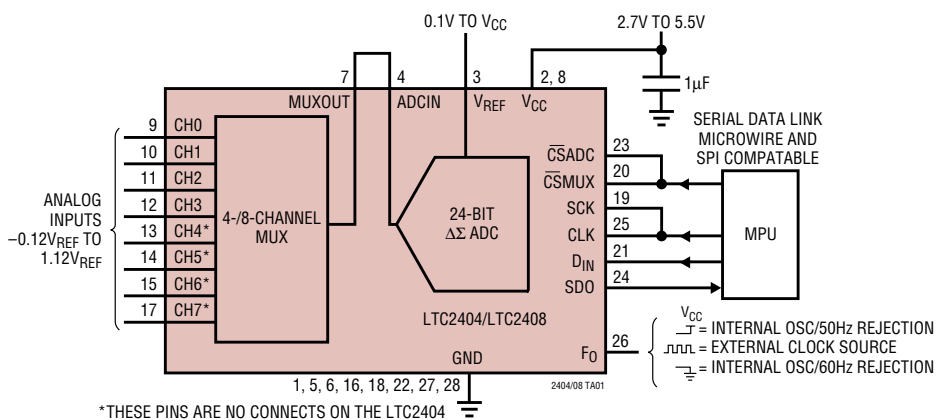 0.1V TO VCC
2.7V TO 5.5V
7
4
3
2, 8
MUXOUT
ADCIN
VREF
VCC
1µF
SERIAL DATA LINK
MICROWIRE AND
SPI COMPATABLE
ANALOG
INPUTS
–0.12VREF TO
1.12VREF
9 CH0
10 CH1
11 CH2
12 CH3
13 CH4*
14 CH5*
15 CH6*
17 CH7*
4-/8-CHANNEL
MUX
24-BIT
ΔΣ ADC
C̅S̅ADC 23
C̅S̅MUX 20
SCK 19
CLK 25
DIN 21
SDO 24
MPU
LTC2404/LTC2408
GND
FO 26
VCC
= INTERNAL OSC/50Hz REJECTION
= EXTERNAL CLOCK SOURCE
= INTERNAL OSC/60Hz REJECTION
1, 5, 6, 16, 18, 22, 27, 28
2404/08 TA01
*THESE PINS ARE NO CONNECTS ON THE LTC2404